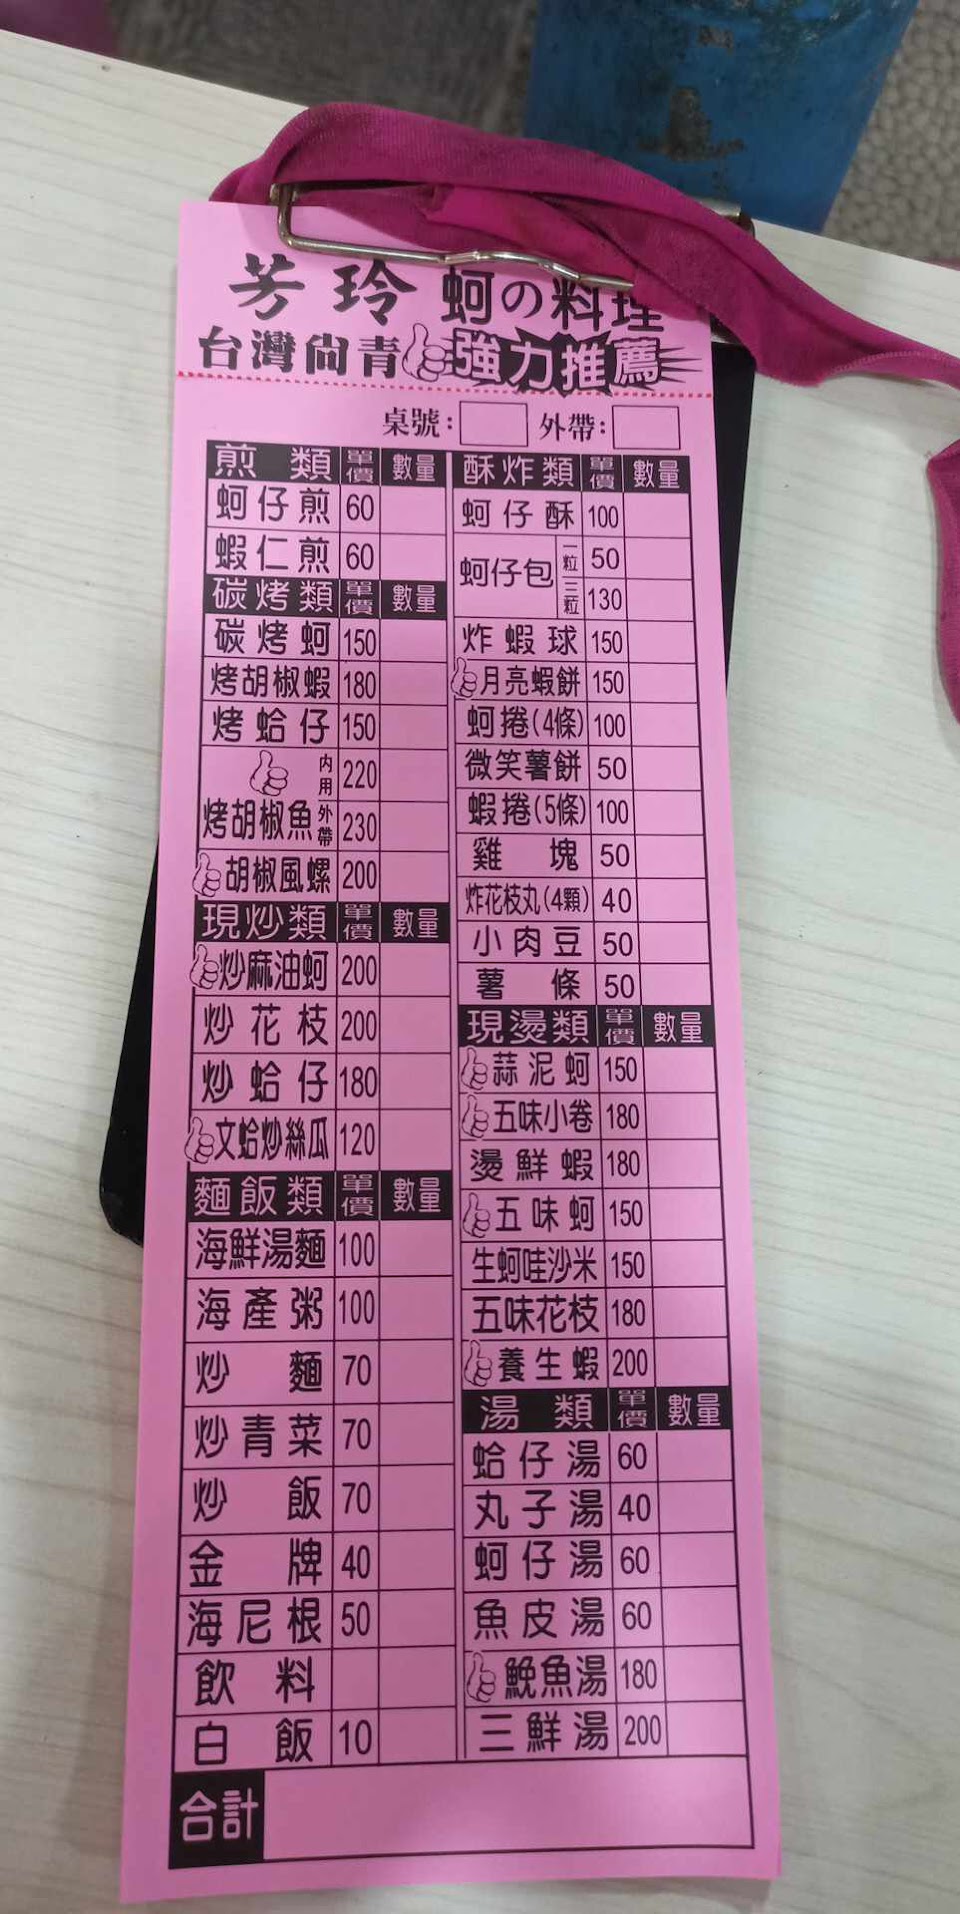 芳玲 蚵の料理
台灣尚青 強力推薦
桌號： 外帶：
煎類 單價 數量
蚵仔煎 60
蝦仁煎 60
碳烤類 單價 數量
碳烤蚵 150
烤胡椒蝦 180
烤蛤仔 150
烤胡椒魚 內用 220
外帶 230
胡椒風螺 200
現炒類 單價 數量
炒麻油蚵 200
炒花枝 200
炒蛤仔 180
文蛤炒絲瓜 120
麵飯類 單價 數量
海鮮湯麵 100
海產粥 100
炒麵 70
炒青菜 70
炒飯 70
金牌 40
海尼根 50
飲料
白飯 10
酥炸類 單價 數量
蚵仔酥 100
蚵仔包 一粒 50
三粒 130
炸蝦球 150
月亮蝦餅 150
蚵捲(4條) 100
微笑薯餅 50
蝦捲(5條) 100
雞塊 50
炸花枝丸(4顆) 40
小肉豆 50
薯條 50
現燙類 單價 數量
蒜泥蚵 150
五味小卷 180
燙鮮蝦 180
五味蚵 150
生蚵哇沙米 150
五味花枝 180
養生蝦 200
湯類 單價 數量
蛤仔湯 60
丸子湯 40
蚵仔湯 60
魚皮湯 60
鮸魚湯 180
三鮮湯 200
合計